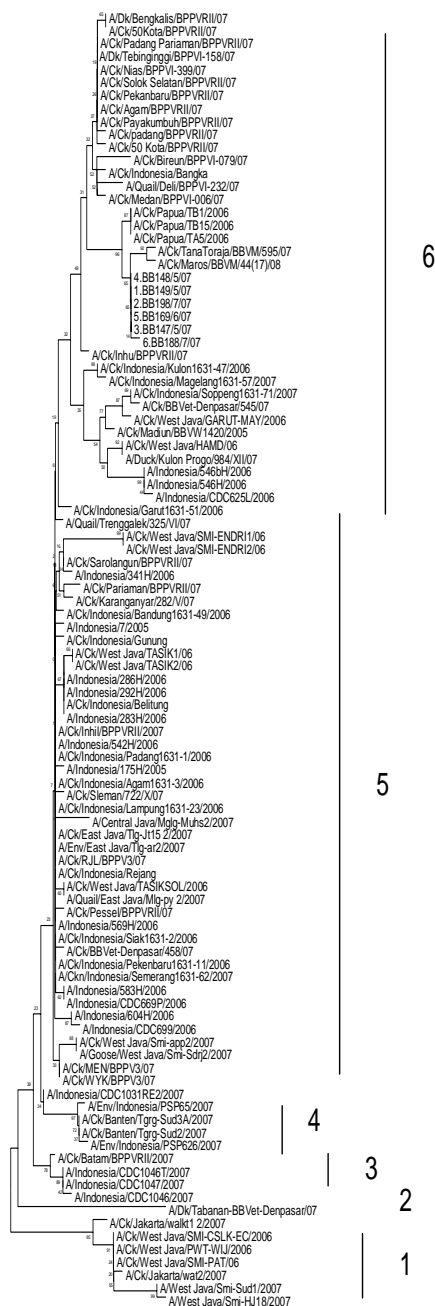 A/Dk/Bengkalis/BPPVRII/07
A/Ck/50Kota/BPPVRII/07
A/Ck/Padang Pariaman/BPPVRII/07
A/Dk/Tebinginggi/BPPVI-158/07
A/Ck/Nias/BPPVI-399/07
A/Ck/Solok Selatan/BPPVRII/07
A/Ck/Pekanbaru/BPPVRII/07
A/Ck/Agam/BPPVRII/07
A/Ck/Payakumbuh/BPPVRII/07
A/Ck/padang/BPPVRII/07
A/Ck/50 Kota/BPPVRII/07
A/Ck/Bireun/BPPVI-079/07
A/Ck/Indonesia/Bangka
A/Quail/Deli/BPPVI-232/07
A/Ck/Medan/BPPVI-006/07
A/Ck/Papua/TB1/2006
A/Ck/Papua/TB15/2006
A/Ck/Papua/TA5/2006
A/Ck/TanaToraja/BBVM/595/07
A/Ck/Maros/BBVM/44(17)/08
4.BB148/5/07
1.BB149/5/07
2.BB198/7/07
5.BB169/6/07
3.BB147/5/07
6.BB188/7/07
A/Ck/Inhu/BPPVRII/07
A/Ck/Indonesia/Kulon1631-47/2006
A/Ck/Indonesia/Magelang1631-57/2007
A/Ck/Indonesia/Soppeng1631-71/2007
A/Ck/BBVet-Denpasar/545/07
A/Ck/West Java/GARUT-MAY/2006
A/Ck/Madiun/BBVW1420/2005
A/Ck/West Java/HAMD/06
A/Duck/Kulon Progo/984/XII/07
A/Indonesia/546bH/2006
A/Indonesia/546H/2006
A/Indonesia/CDC625L/2006
A/Ck/Indonesia/Garut1631-51/2006
6
A/Quail/Trenggalek/325/VI/07
A/Ck/West Java/SMI-ENDRI1/06
A/Ck/West Java/SMI-ENDRI2/06
A/Ck/Sarolangun/BPPVRII/07
A/Indonesia/341H/2006
A/Ck/Pariaman/BPPVRII/07
A/Ck/Karanganyar/282/V/07
A/Ck/Indonesia/Bandung1631-49/2006
A/Indonesia/7/2005
A/Ck/Indonesia/Gunung
A/Ck/West Java/TASIK1/06
A/Ck/West Java/TASIK2/06
A/Indonesia/286H/2006
A/Indonesia/292H/2006
A/Ck/Indonesia/Belitung
A/Indonesia/283H/2006
A/Ck/Inhil/BPPVRII/2007
A/Indonesia/542H/2006
A/Ck/Indonesia/Padang1631-1/2006
A/Indonesia/175H/2005
A/Ck/Indonesia/Agam1631-3/2006
A/Ck/Sleman/722/X/07
A/Ck/Indonesia/Lampung1631-23/2006
A/Central Java/Mglg-Muhs2/2007
A/Ck/East Java/Tlg-Jt15 2/2007
A/Env/East Java/Tlg-ar2/2007
A/Ck/RJL/BPPV3/07
A/Ck/Indonesia/Rejang
A/Ck/West Java/TASIKSOL/2006
A/Quail/East Java/Mlg-py 2/2007
A/Ck/Pessel/BPPVRII/07
A/Indonesia/569H/2006
A/Ck/Indonesia/Siak1631-2/2006
A/Ck/BBVet-Denpasar/458/07
A/Ck/Indonesia/Pekenbaru1631-11/2006
A/Ckn/Indonesia/Semerang1631-62/2007
A/Indonesia/583H/2006
A/Indonesia/CDC669P/2006
A/Indonesia/604H/2006
A/Indonesia/CDC699/2006
A/Ck/West Java/Smi-app2/2007
A/Goose/West Java/Smi-Sdrj2/2007
A/Ck/MEN/BPPV3/07
A/Ck/WYK/BPPV3/07
5
A/Indonesia/CDC1031RE2/2007
A/Env/Indonesia/PSP65/2007
A/Ck/Banten/Tgrg-Sud3A/2007
A/Ck/Banten/Tgrg-Sud2/2007
A/Env/Indonesia/PSP626/2007
4
A/Ck/Batam/BPPVRII/2007
A/Indonesia/CDC1046T/2007
A/Indonesia/CDC1047/2007
A/Indonesia/CDC1046/2007
3
A/Dk/Tabanan-BBVet-Denpasar/07
2
A/Ck/Jakarta/walkt1 2/2007
A/Ck/West Java/SMI-CSLK-EC/2006
A/Ck/West Java/PWT-WIJ/2006
A/Ck/West Java/SMI-PAT/06
A/Ck/Jakarta/wat2/2007
A/West Java/Smi-Sud1/2007
A/West Java/Smi-HJ18/2007
1